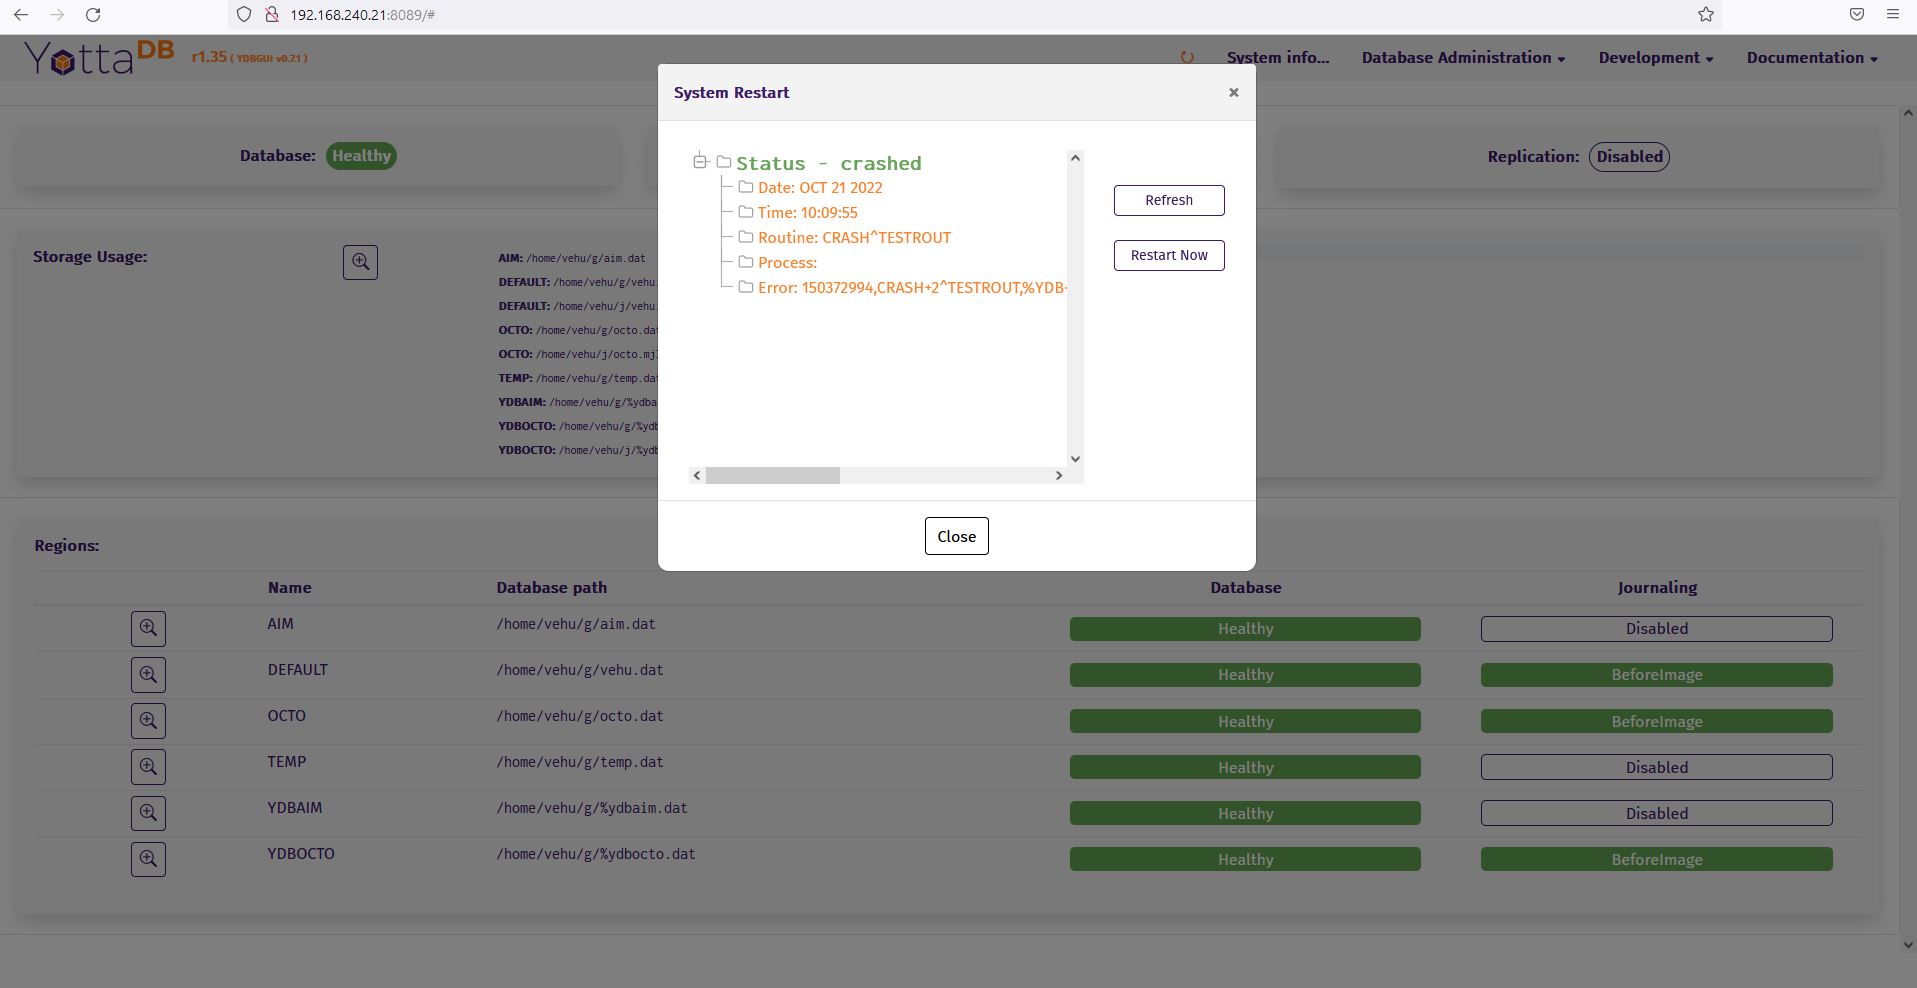 192.168.240.21:8089/#
YottaDB r1.35 ( YDBGUI v0.7.1 )
System info...
Database Administration
Development
Documentation
System Restart
×
Database: Healthy
Replication: Disabled
Status - crashed
Date: OCT 21 2022
Time: 10:09:55
Routine: CRASH^TESTROUT
Process:
Error: 150372994,CRASH+2^TESTROUT,%YDB-
Refresh
Restart Now
Close
Storage Usage:
AIM: /home/vehu/g/aim.dat
DEFAULT: /home/vehu/g/vehu.
DEFAULT: /home/vehu/j/vehu.
OCTO: /home/vehu/g/octo.dat
OCTO: /home/vehu/j/octo.mjl
TEMP: /home/vehu/g/temp.dat
YDBAIM: /home/vehu/g/%ydba
YDBOCTO: /home/vehu/g/%ydb
YDBOCTO: /home/vehu/j/%ydb
Regions:
Name Database path Database Journaling
AIM /home/vehu/g/aim.dat Healthy Disabled
DEFAULT /home/vehu/g/vehu.dat Healthy BeforeImage
OCTO /home/vehu/g/octo.dat Healthy BeforeImage
TEMP /home/vehu/g/temp.dat Healthy Disabled
YDBAIM /home/vehu/g/%ydbaim.dat Healthy Disabled
YDBOCTO /home/vehu/g/%ydbocto.dat Healthy BeforeImage